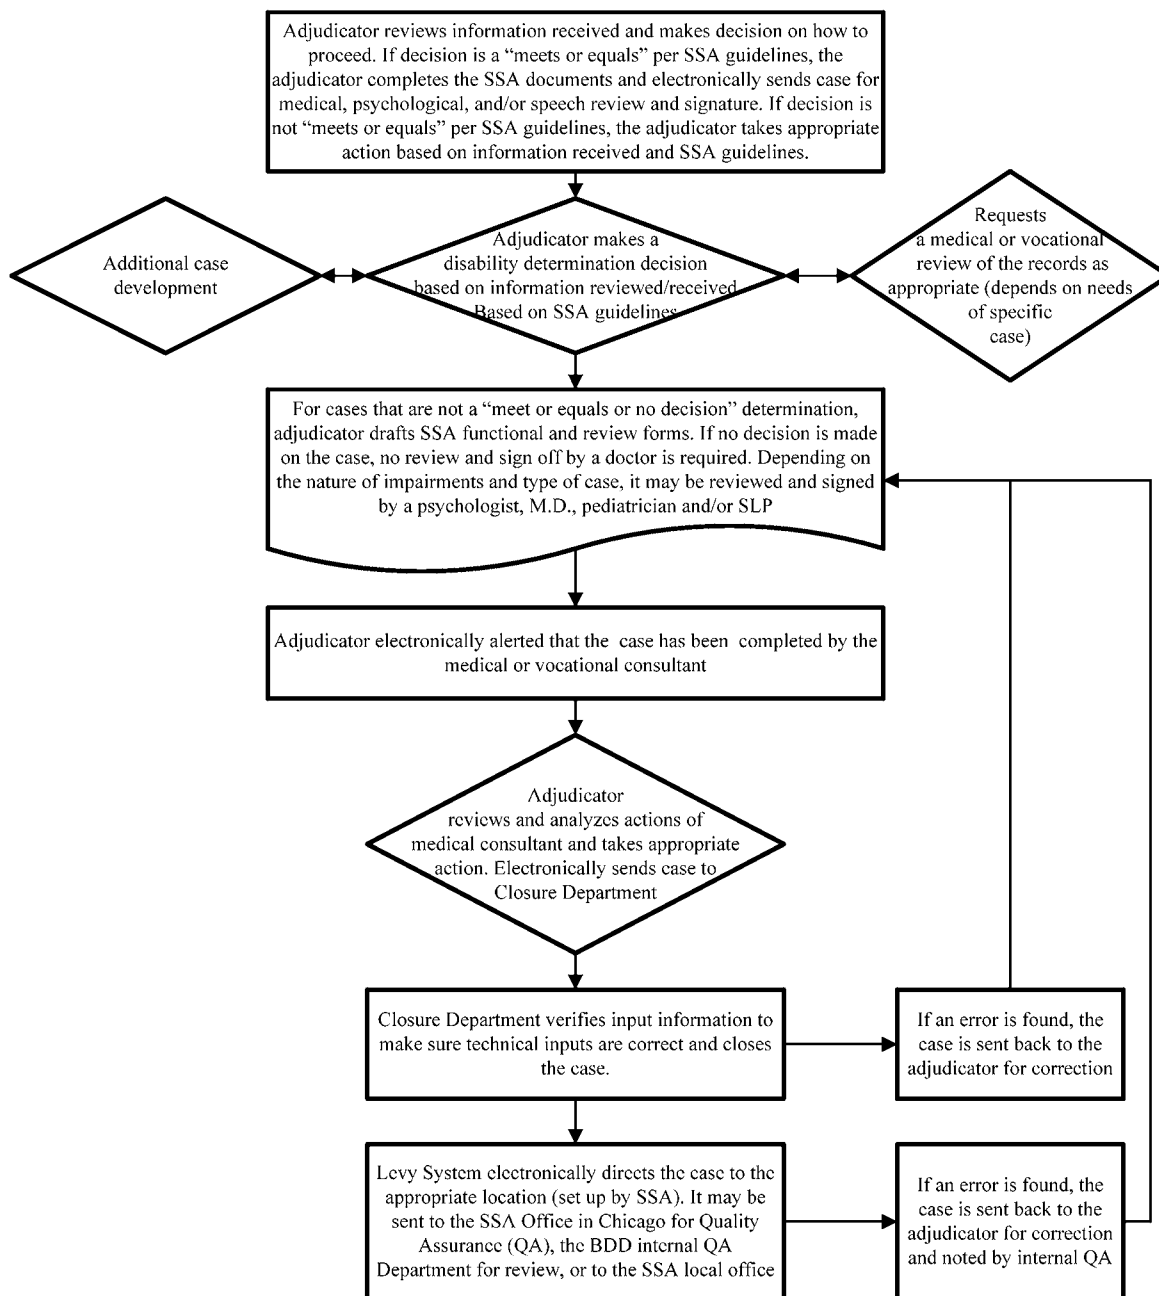 Adjudicator reviews information received and makes decision on how to
proceed. If decision is a “meets or equals” per SSA guidelines, the
adjudicator completes the SSA documents and electronically sends case for
medical, psychological, and/or speech review and signature. If decision is
not “meets or equals” per SSA guidelines, the adjudicator takes appropriate
action based on information received and SSA guidelines.
Additional case
development
Adjudicator makes a
disability determination decision
based on information reviewed/received
Based on SSA guidelines
Requests
a medical or vocational
review of the records as
appropriate (depends on needs
of specific
case)
For cases that are not a “meet or equals or no decision” determination,
adjudicator drafts SSA functional and review forms. If no decision is made
on the case, no review and sign off by a doctor is required. Depending on
the nature of impairments and type of case, it may be reviewed and signed
by a psychologist, M.D., pediatrician and/or SLP
Adjudicator electronically alerted that the case has been completed by the
medical or vocational consultant
Adjudicator
reviews and analyzes actions of
medical consultant and takes appropriate
action. Electronically sends case to
Closure Department
Closure Department verifies input information to
make sure technical inputs are correct and closes
the case.
If an error is found, the
case is sent back to the
adjudicator for correction
Levy System electronically directs the case to the
appropriate location (set up by SSA). It may be
sent to the SSA Office in Chicago for Quality
Assurance (QA), the BDD internal QA
Department for review, or to the SSA local office
If an error is found, the
case is sent back to the
adjudicator for correction
and noted by internal QA